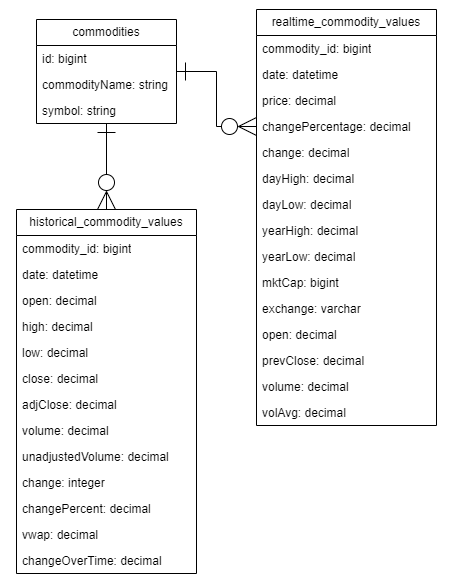 commodities
id: bigint
commodityName: string
symbol: string
realtime_commodity_values
commodity_id: bigint
date: datetime
price: decimal
changePercentage: decimal
change: decimal
dayHigh: decimal
dayLow: decimal
yearHigh: decimal
yearLow: decimal
mktCap: bigint
exchange: varchar
open: decimal
prevClose: decimal
volume: decimal
volAvg: decimal
historical_commodity_values
commodity_id: bigint
date: datetime
open: decimal
high: decimal
low: decimal
close: decimal
adjClose: decimal
volume: decimal
unadjustedVolume: decimal
change: integer
changePercent: decimal
vwap: decimal
changeOverTime: decimal